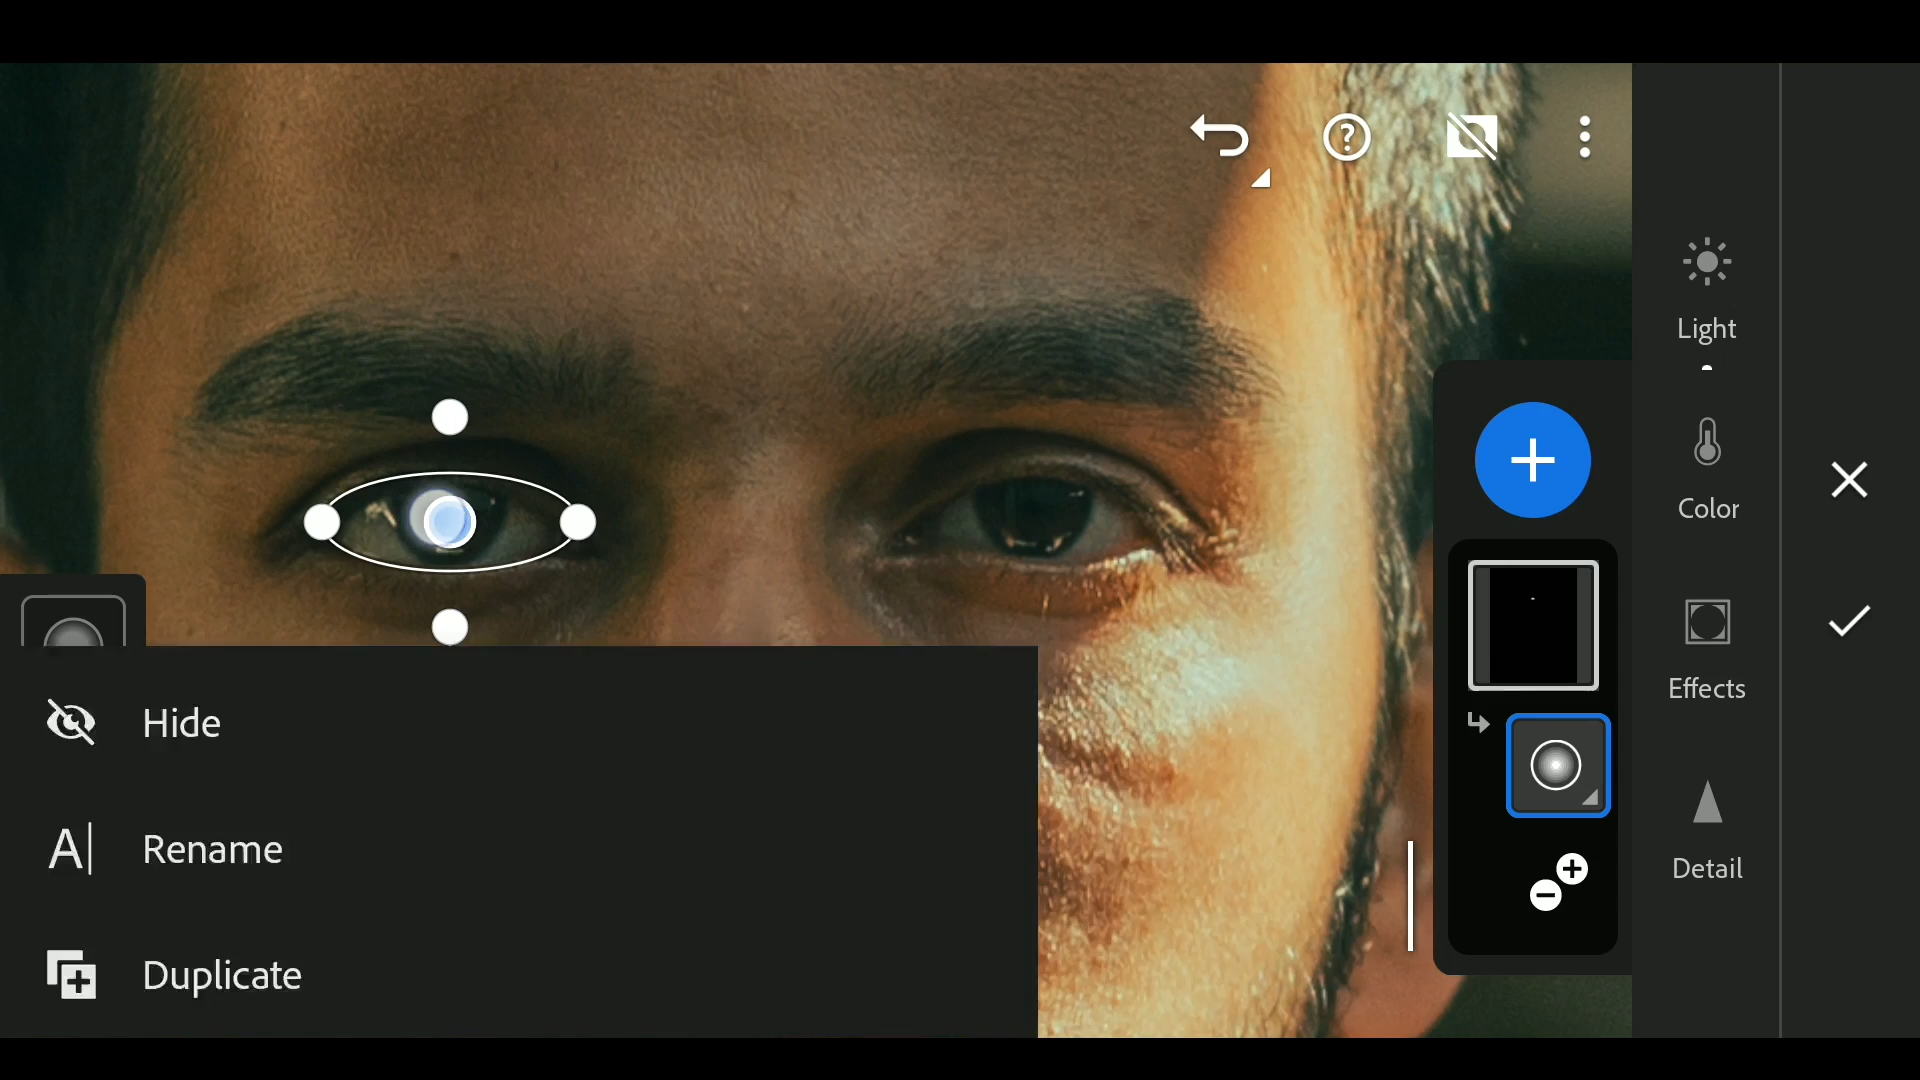 Light
Color
Effects
Detail
Hide
Rename
Duplicate